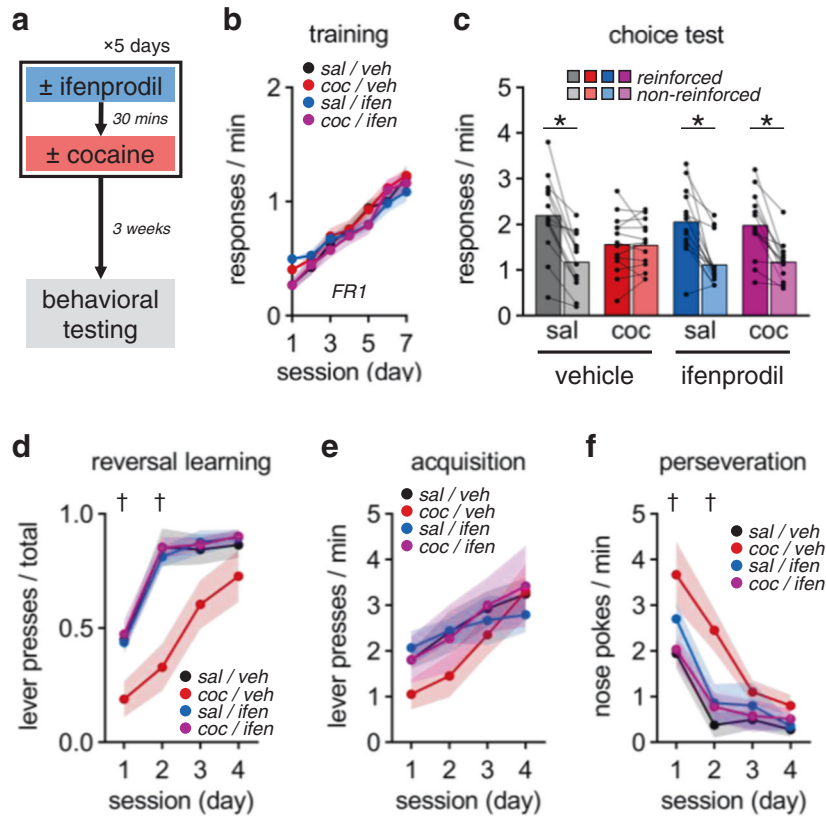 a
×5 days
± ifenprodil
30 mins
± cocaine
3 weeks
behavioral
testing
b
training
sal / veh
coc / veh
sal / ifen
coc / ifen
2
1
0
responses / min
FR1
1 3 5 7
session (day)
c
choice test
reinforced
non-reinforced
5
4
3
2
1
0
responses / min
* * *
sal coc sal coc
vehicle ifenprodil
d
reversal learning
† †
1.0
0.5
0.0
lever presses / total
sal / veh
coc / veh
sal / ifen
coc / ifen
1 2 3 4
session (day)
e
acquisition
sal / veh
coc / veh
sal / ifen
coc / ifen
5
4
3
2
1
0
lever presses / min
1 2 3 4
session (day)
f
perseveration
† †
sal / veh
coc / veh
sal / ifen
coc / ifen
5
4
3
2
1
0
nose pokes / min
1 2 3 4
session (day)